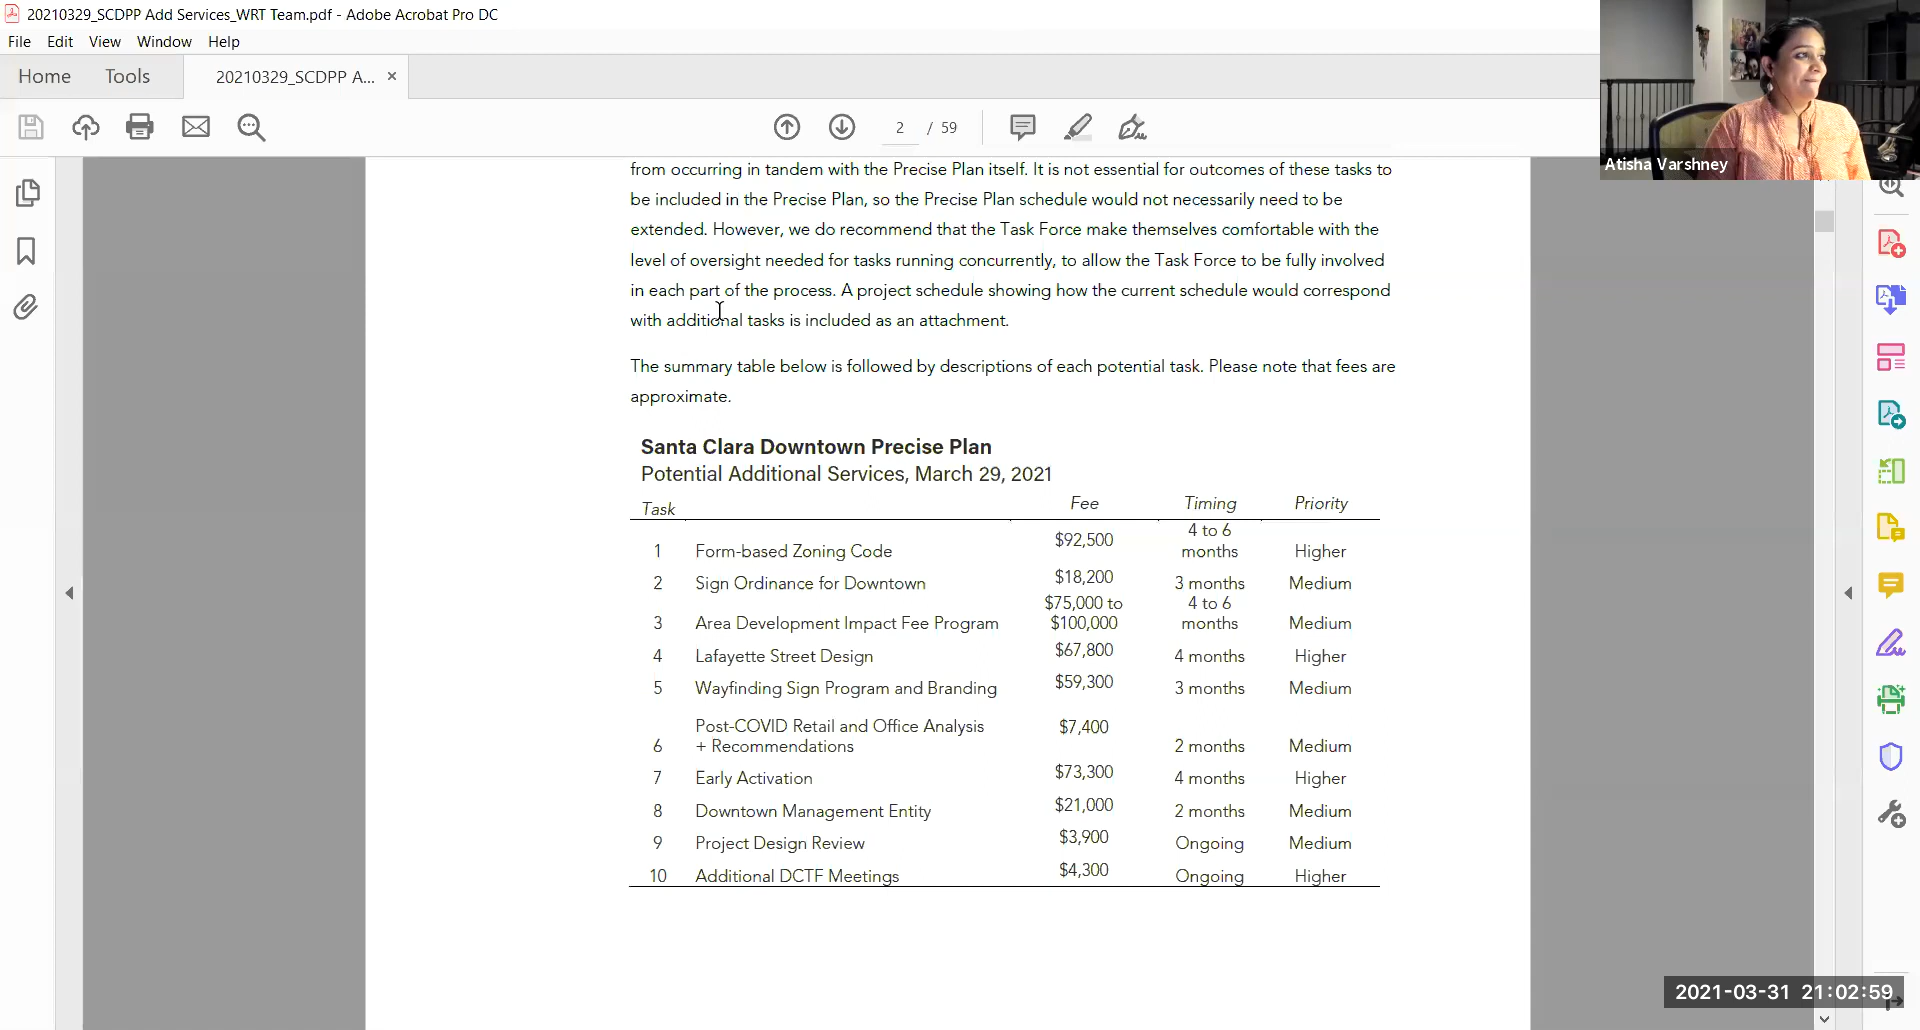 20210329_SCDPP Add Services_WRT Team.pdf - Adobe Acrobat Pro DC
File Edit View Window Help
Home Tools 20210329_SCDPP A... ×
2 / 59
Atisha Varshney
from occurring in tandem with the Precise Plan itself. It is not essential for outcomes of these tasks to
be included in the Precise Plan, so the Precise Plan schedule would not necessarily need to be
extended. However, we do recommend that the Task Force make themselves comfortable with the
level of oversight needed for tasks running concurrently, to allow the Task Force to be fully involved
in each part of the process. A project schedule showing how the current schedule would correspond
with additional tasks is included as an attachment.
The summary table below is followed by descriptions of each potential task. Please note that fees are
approximate.
Santa Clara Downtown Precise Plan
Potential Additional Services, March 29, 2021
Task Fee Timing Priority
1 Form-based Zoning Code $92,500 4 to 6 months Higher
2 Sign Ordinance for Downtown $18,200 3 months Medium
3 Area Development Impact Fee Program $75,000 to $100,000 4 to 6 months Medium
4 Lafayette Street Design $67,800 4 months Higher
5 Wayfinding Sign Program and Branding $59,300 3 months Medium
6 Post-COVID Retail and Office Analysis + Recommendations $7,400 2 months Medium
7 Early Activation $73,300 4 months Higher
8 Downtown Management Entity $21,000 2 months Medium
9 Project Design Review $3,900 Ongoing Medium
10 Additional DCTF Meetings $4,300 Ongoing Higher
2021-03-31 21:02:59